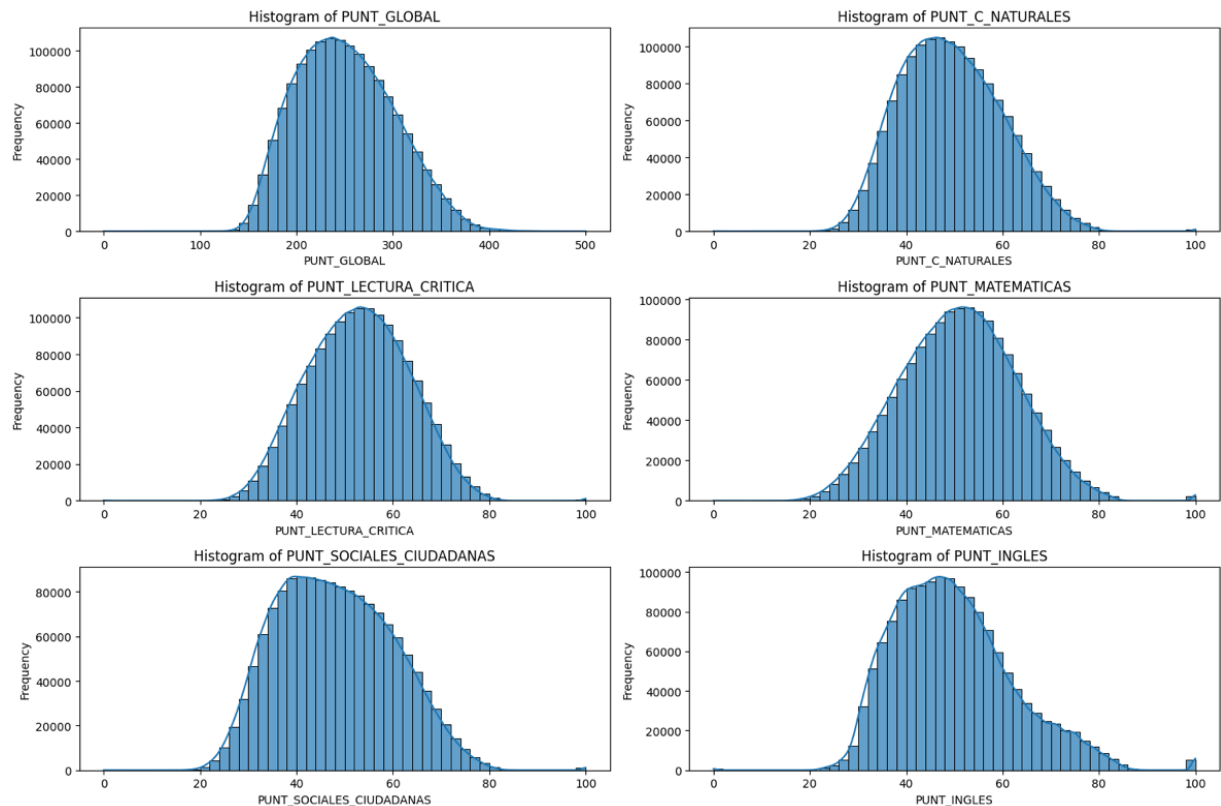 Histogram of PUNT_GLOBAL
Frequency
100000
80000
60000
40000
20000
0
0 100 200 300 400 500
PUNT_GLOBAL
Histogram of PUNT_C_NATURALES
Frequency
100000
80000
60000
40000
20000
0
0 20 40 60 80 100
PUNT_C_NATURALES
Histogram of PUNT_LECTURA_CRITICA
Frequency
100000
80000
60000
40000
20000
0
0 20 40 60 80 100
PUNT_LECTURA_CRITICA
Histogram of PUNT_MATEMATICAS
Frequency
100000
80000
60000
40000
20000
0
0 20 40 60 80 100
PUNT_MATEMATICAS
Histogram of PUNT_SOCIALES_CIUDADANAS
Frequency
80000
60000
40000
20000
0
0 20 40 60 80 100
PUNT_SOCIALES_CIUDADANAS
Histogram of PUNT_INGLES
Frequency
100000
80000
60000
40000
20000
0
0 20 40 60 80 100
PUNT_INGLES